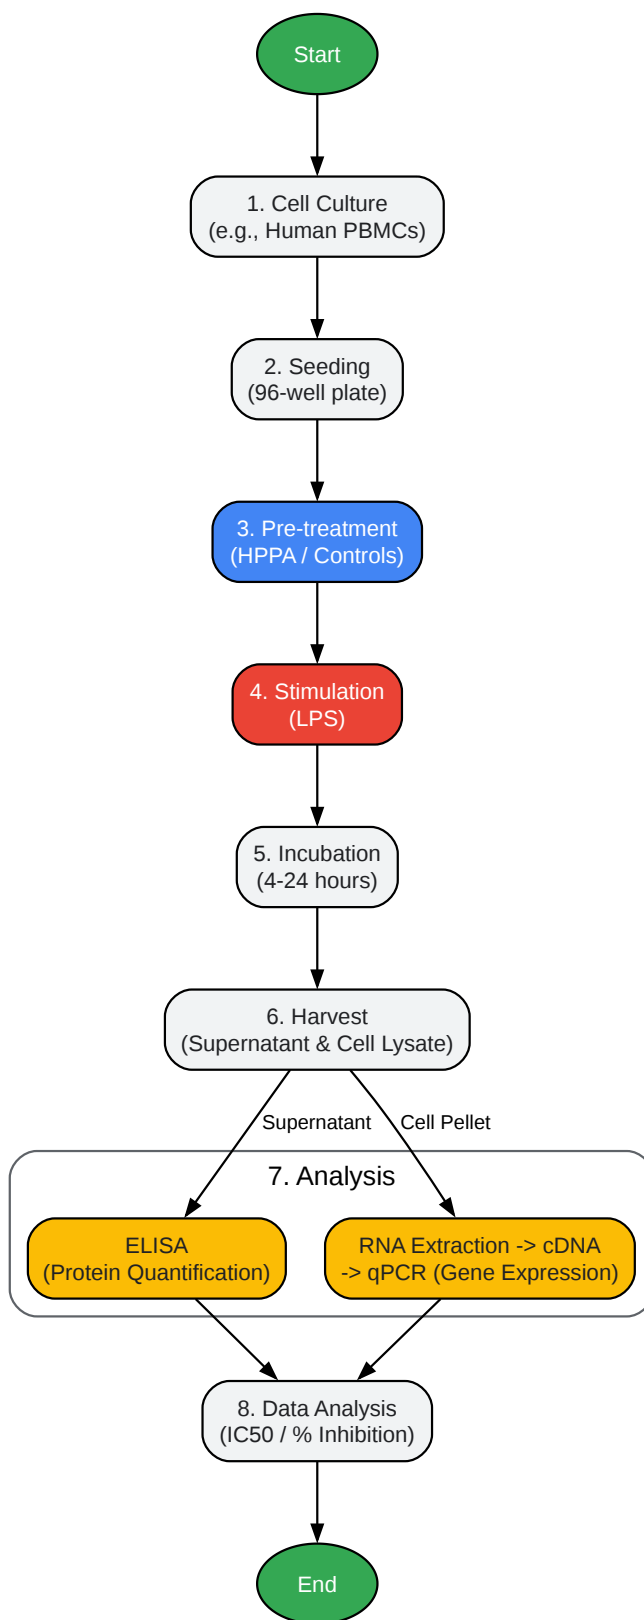 Start
1. Cell Culture
(e.g., Human PBMCs)
2. Seeding
(96-well plate)
3. Pre-treatment
(HPPA / Controls)
4. Stimulation
(LPS)
5. Incubation
(4-24 hours)
6. Harvest
(Supernatant & Cell Lysate)
Supernatant
Cell Pellet
7. Analysis
ELISA
(Protein Quantification)
RNA Extraction -> cDNA
-> qPCR (Gene Expression)
8. Data Analysis
(IC50 / % Inhibition)
End